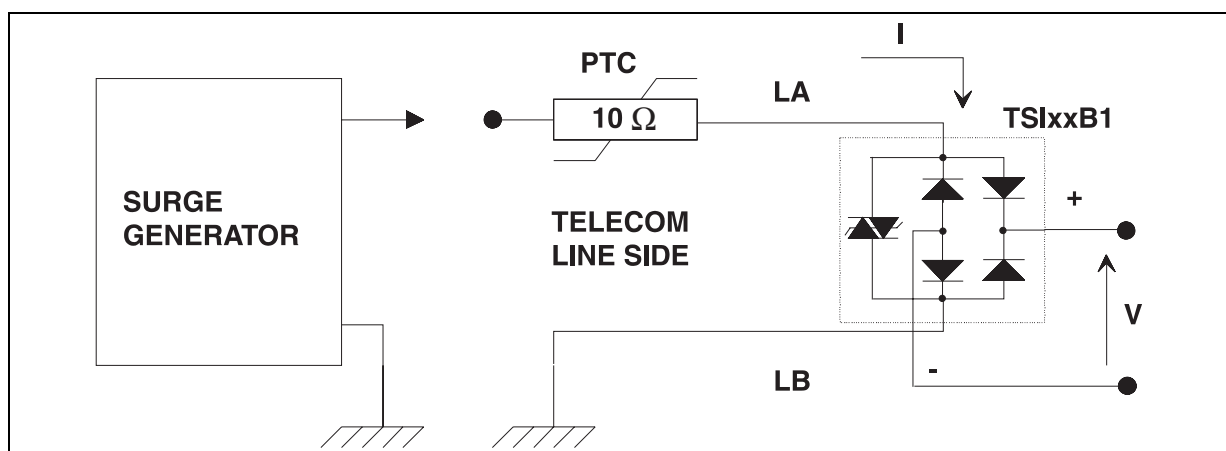 I
PTC
LA
10 Ω
TSIxxB1
SURGE
GENERATOR
TELECOM
LINE SIDE
+
V
LB
-